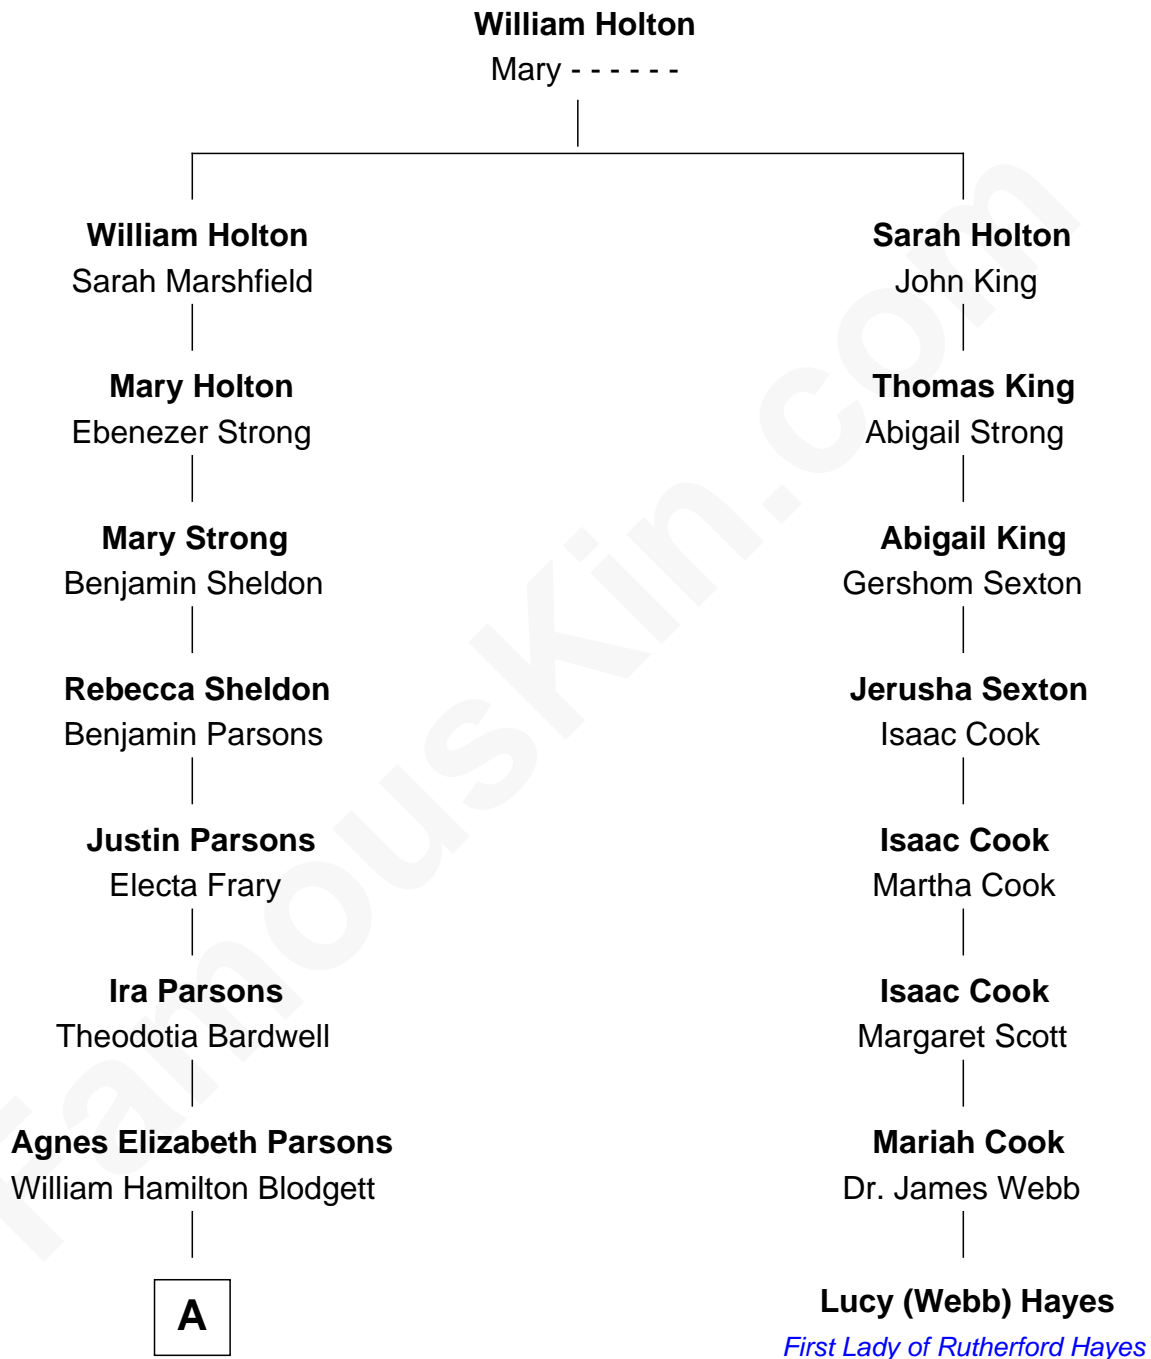 William Holton
Mary - - - - - -
William Holton
Sarah Marshfield
Sarah Holton
John King
Mary Holton
Ebenezer Strong
Thomas King
Abigail Strong
Mary Strong
Benjamin Sheldon
Abigail King
Gershom Sexton
Rebecca Sheldon
Benjamin Parsons
Jerusha Sexton
Isaac Cook
Justin Parsons
Electa Frary
Isaac Cook
Martha Cook
Ira Parsons
Theodotia Bardwell
Isaac Cook
Margaret Scott
Agnes Elizabeth Parsons
William Hamilton Blodgett
Mariah Cook
Dr. James Webb
A
Lucy (Webb) Hayes
First Lady of Rutherford Hayes
FamousKin.com